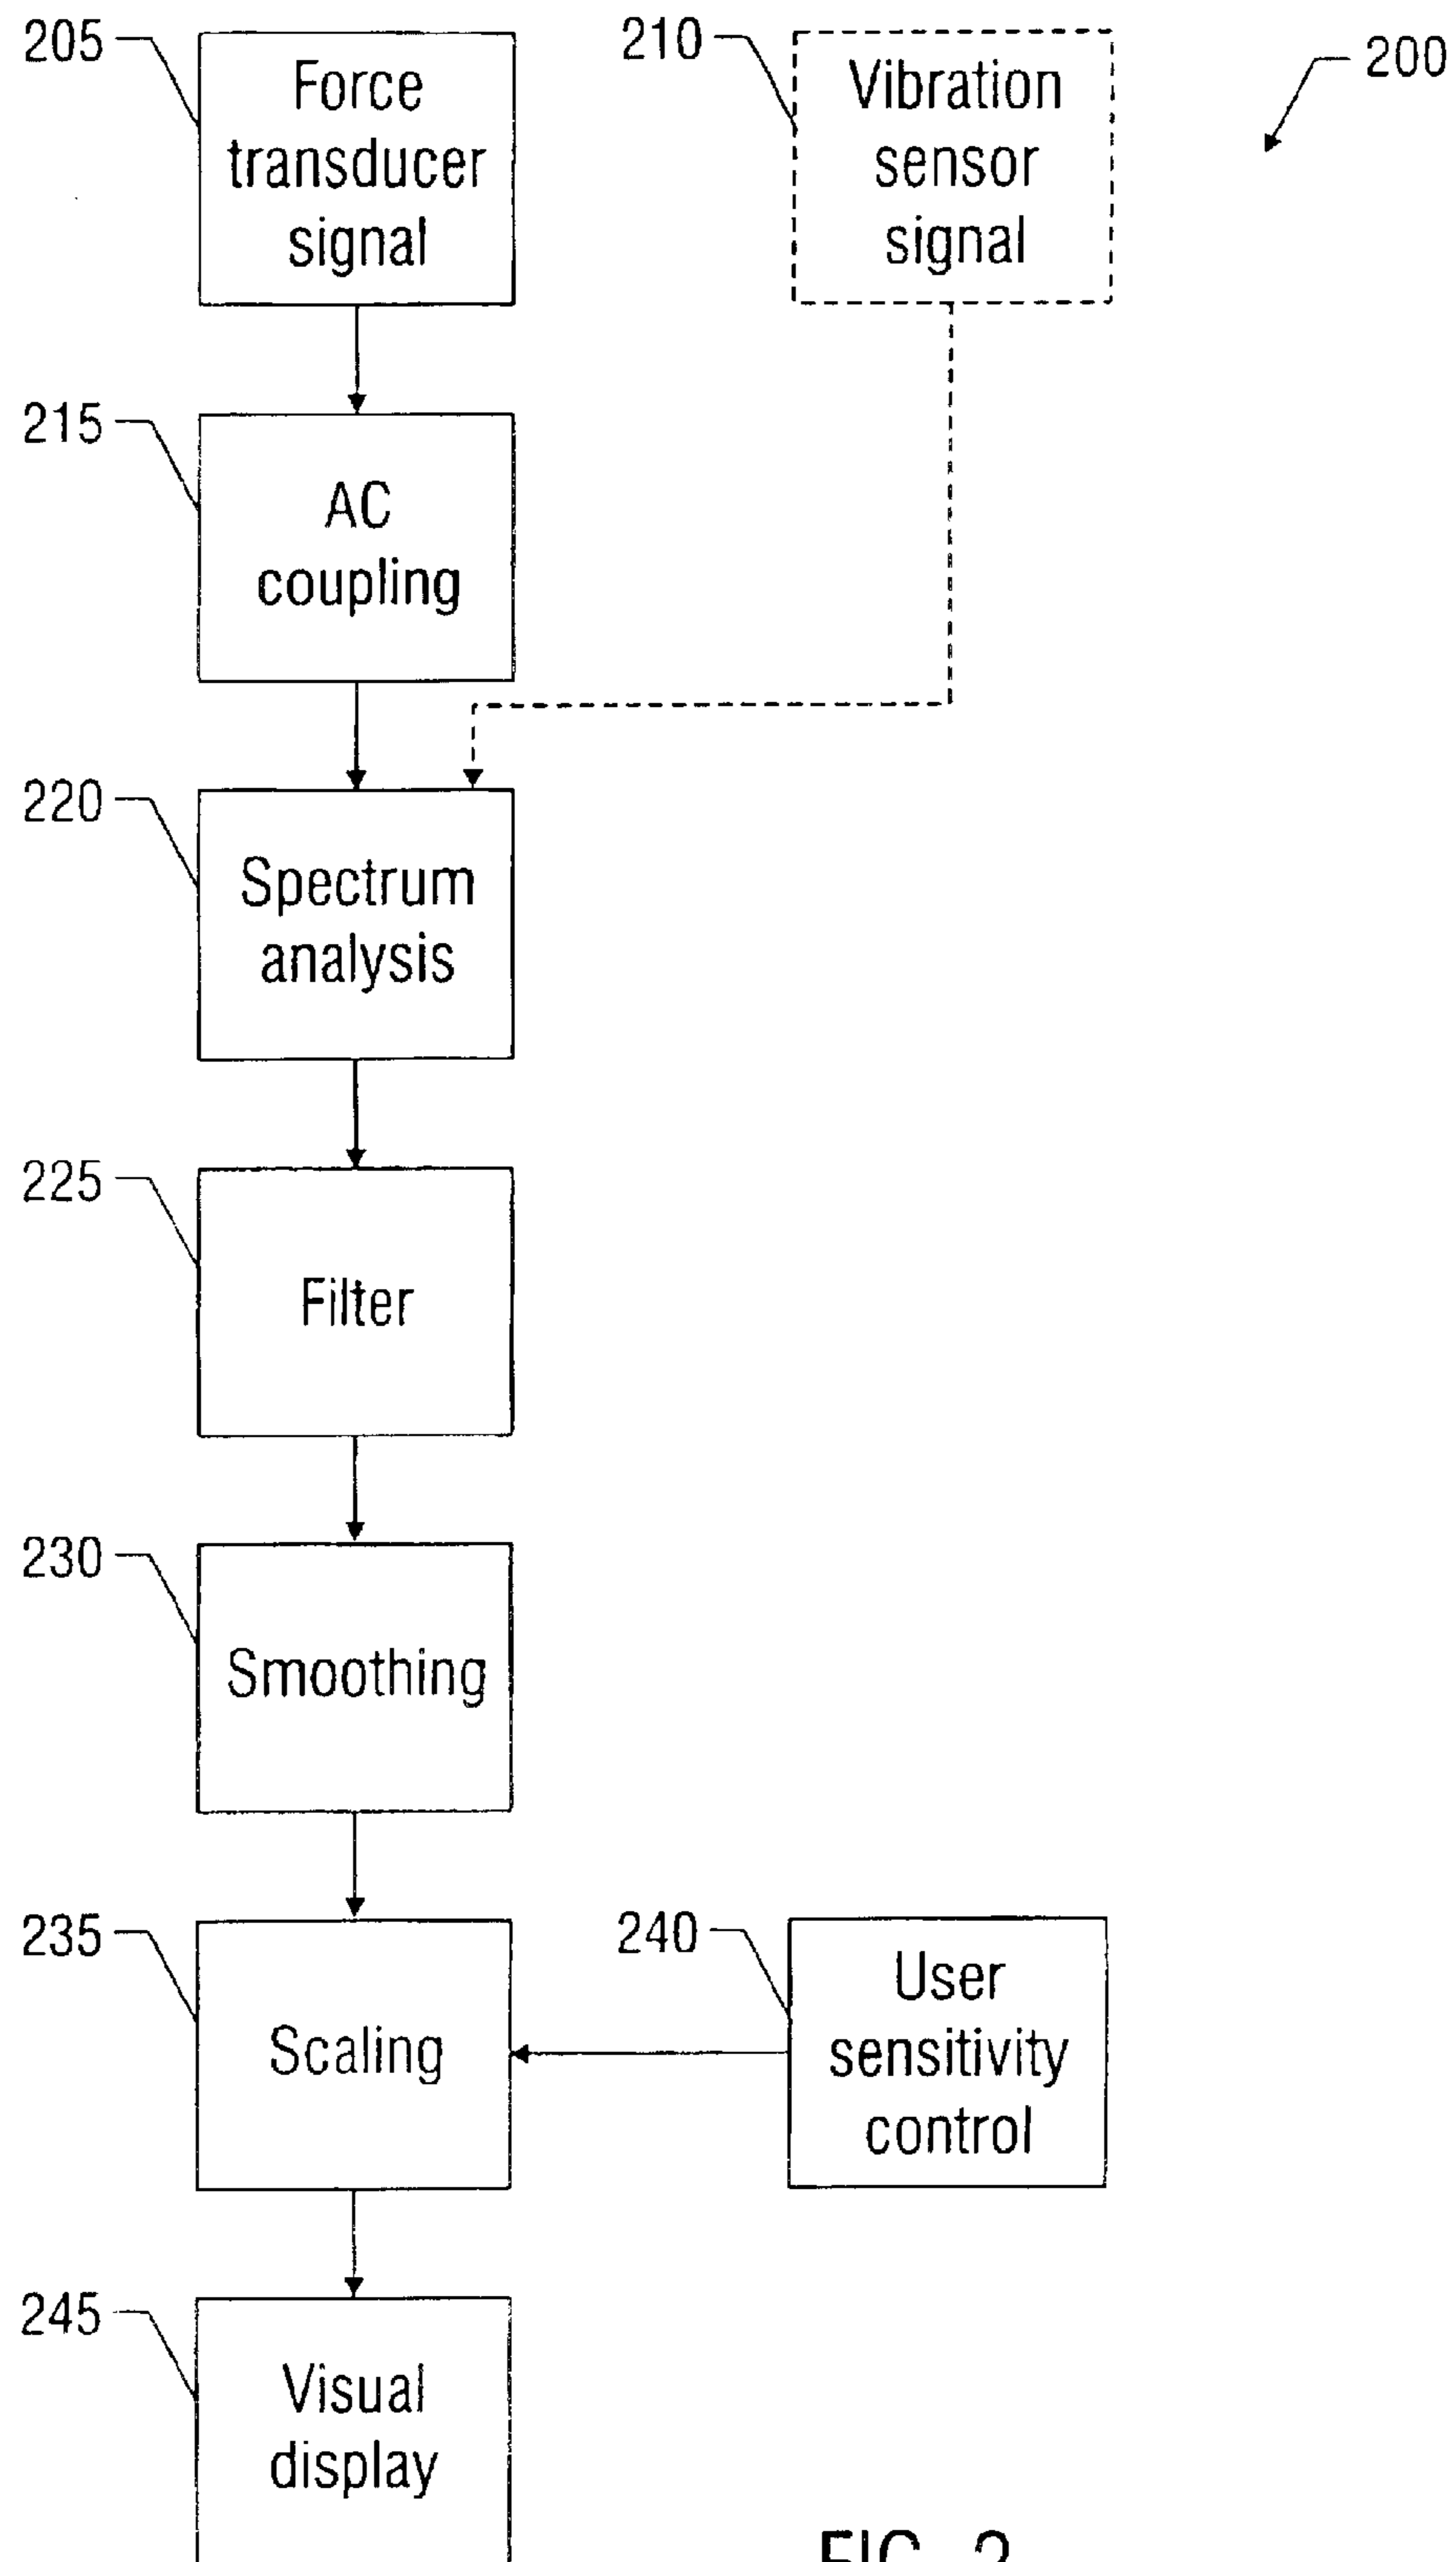 205
Force
transducer
signal
210
Vibration
sensor
signal
200
215
AC
coupling
220
Spectrum
analysis
225
Filter
230
Smoothing
235
Scaling
240
User
sensitivity
control
245
Visual
display